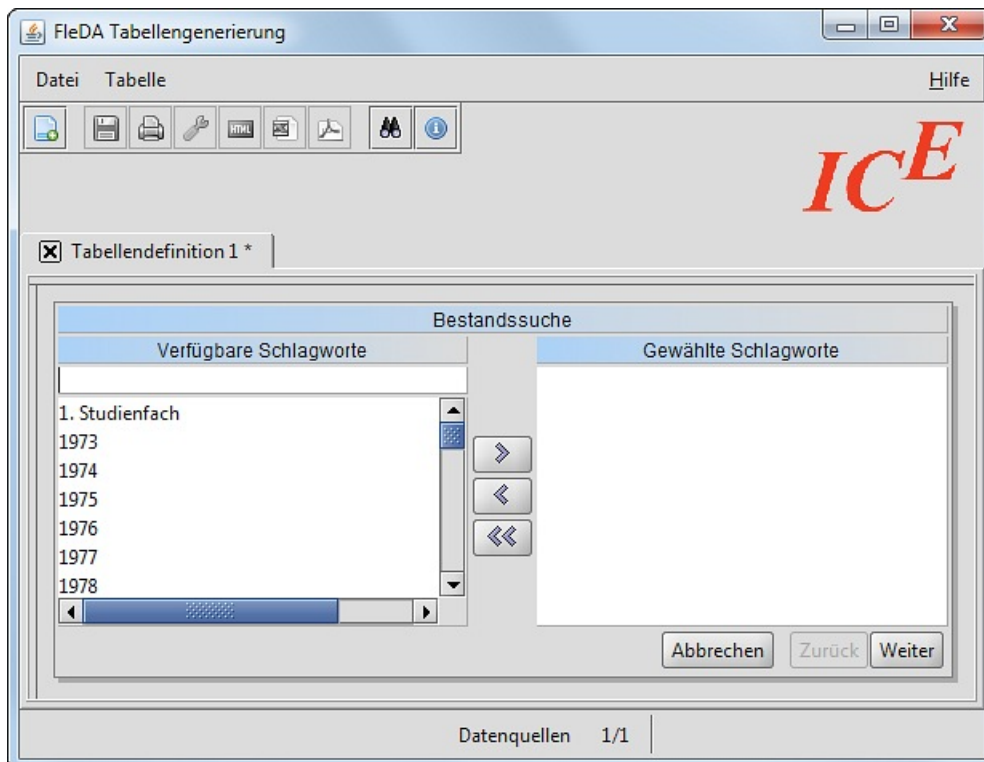 FleDA Tabellengenerierung
Datei Tabelle Hilfe
HTML
ICE
Tabellendefinition 1 *
Bestandssuche
Verfügbare Schlagworte Gewählte Schlagworte
1. Studienfach
1973
1974
1975
1976
1977
1978
Abbrechen Zurück Weiter
Datenquellen 1/1